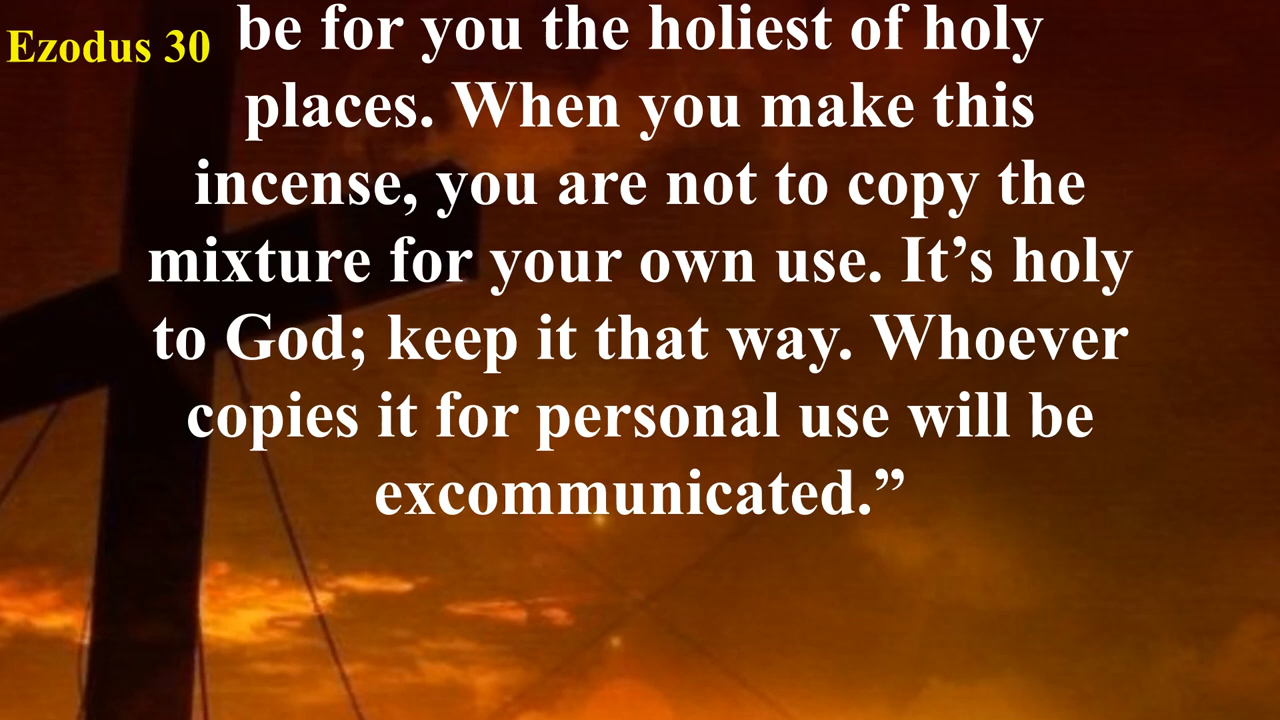 Ezodus 30
be for you the holiest of holy
places. When you make this
incense, you are not to copy the
mixture for your own use. It’s holy
to God; keep it that way. Whoever
copies it for personal use will be
excommunicated.”